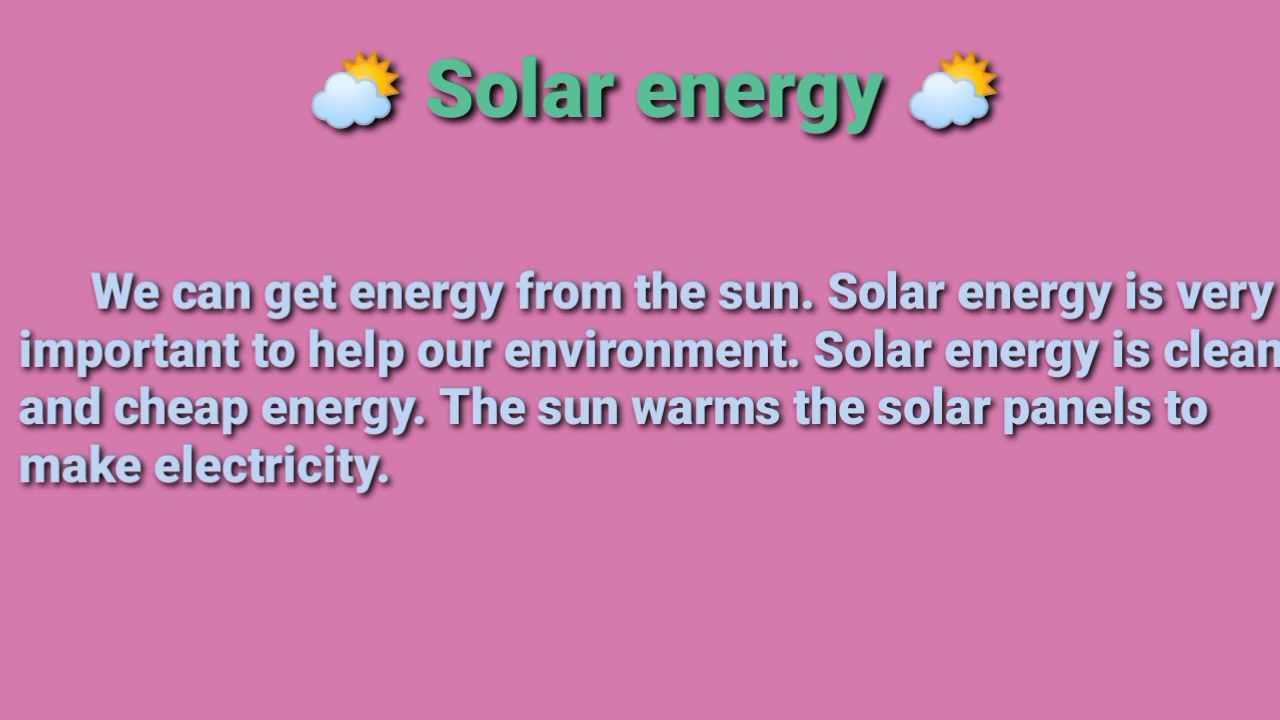 🌤 Solar energy 🌤
We can get energy from the sun. Solar energy is very
important to help our environment. Solar energy is clean
and cheap energy. The sun warms the solar panels to
make electricity.